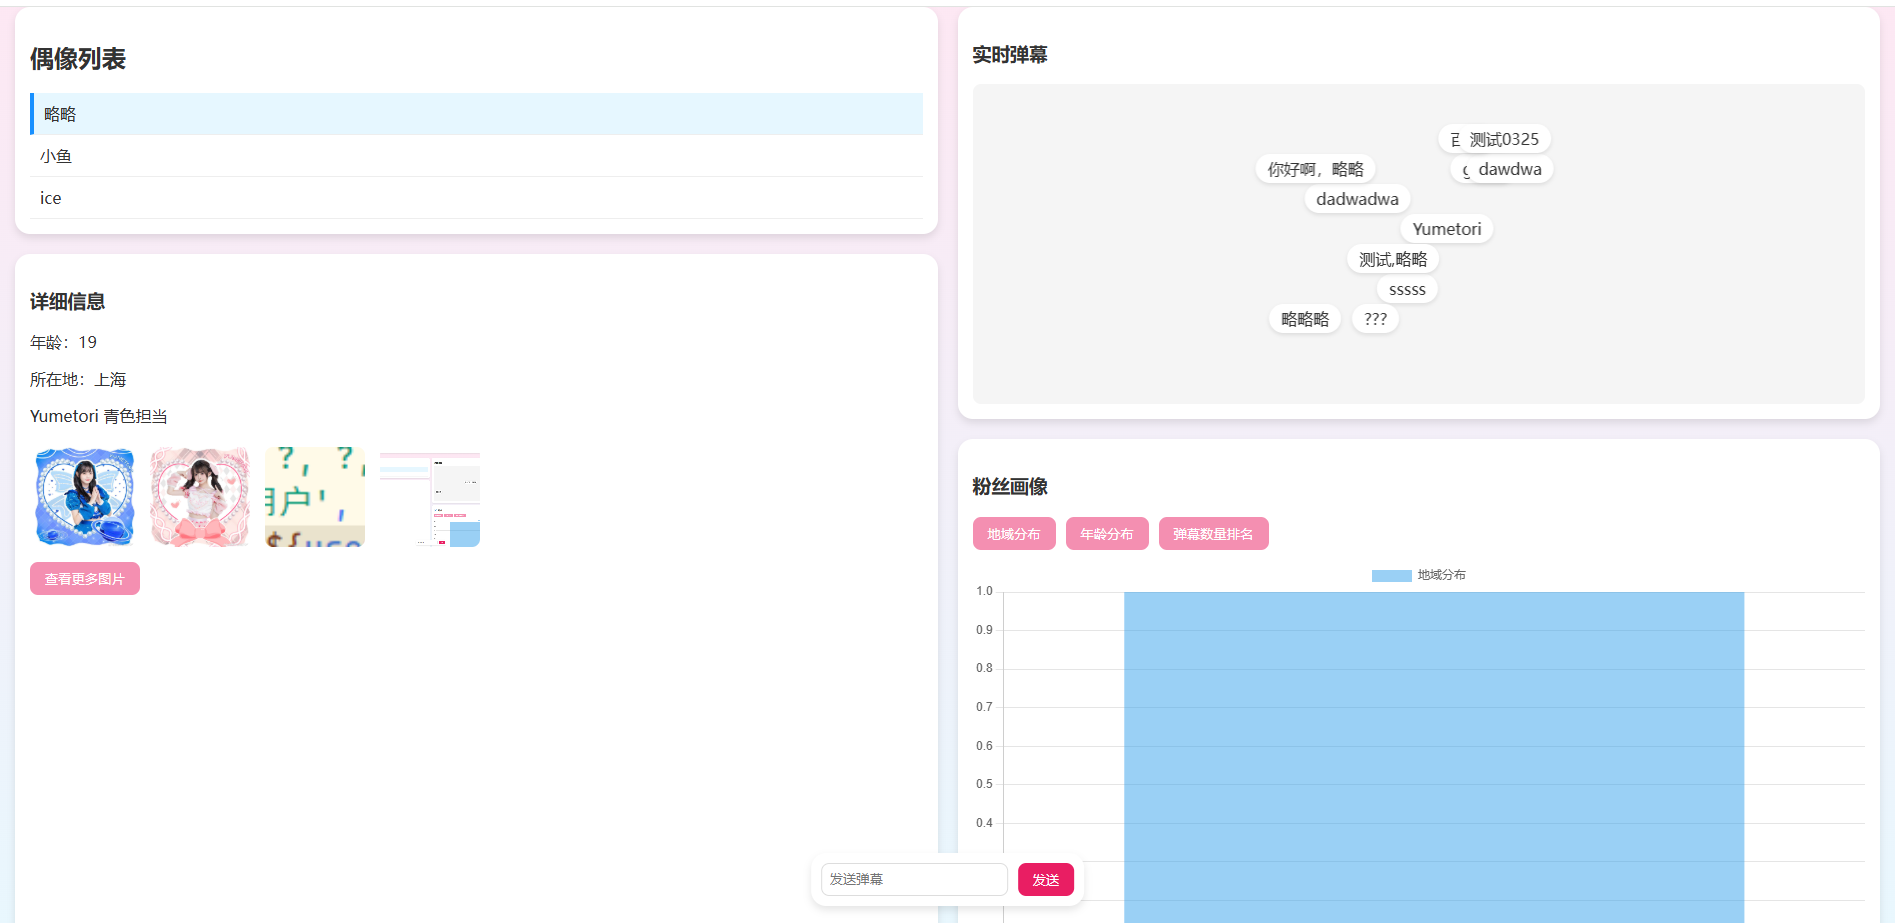 偶像列表
略略
小鱼
ice
详细信息
年龄：19
所在地：上海
Yumetori 青色担当
?, ?,
户',
${use
查看更多图片
实时弹幕
测试0325
你好啊，略略
dawdwa
dadwadwa
Yumetori
测试,略略
sssss
略略略
???
粉丝画像
地域分布
年龄分布
弹幕数量排名
地域分布
1.0
0.9
0.8
0.7
0.6
0.5
0.4
发送弹幕
发送